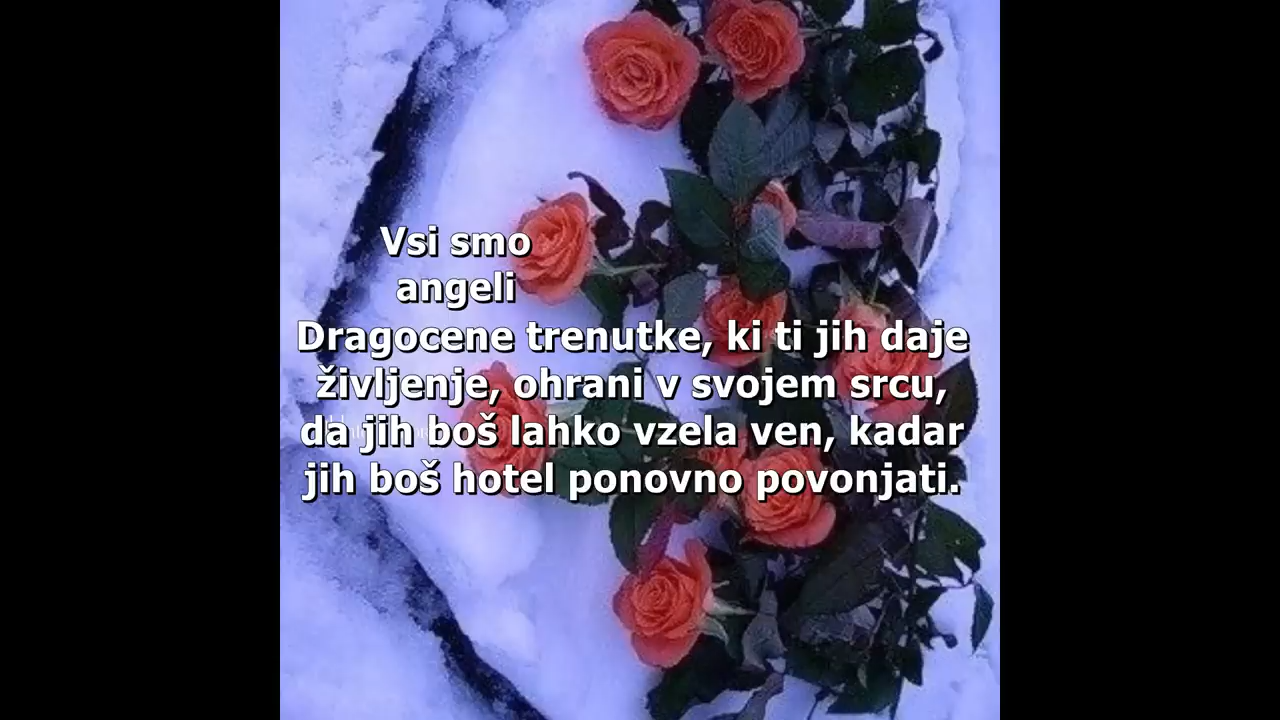 Vsi smo
angeli
Dragocene trenutke, ki ti jih daje
življenje, ohrani v svojem srcu,
da jih boš lahko vzela ven, kadar
jih boš hotel ponovno povonjati.